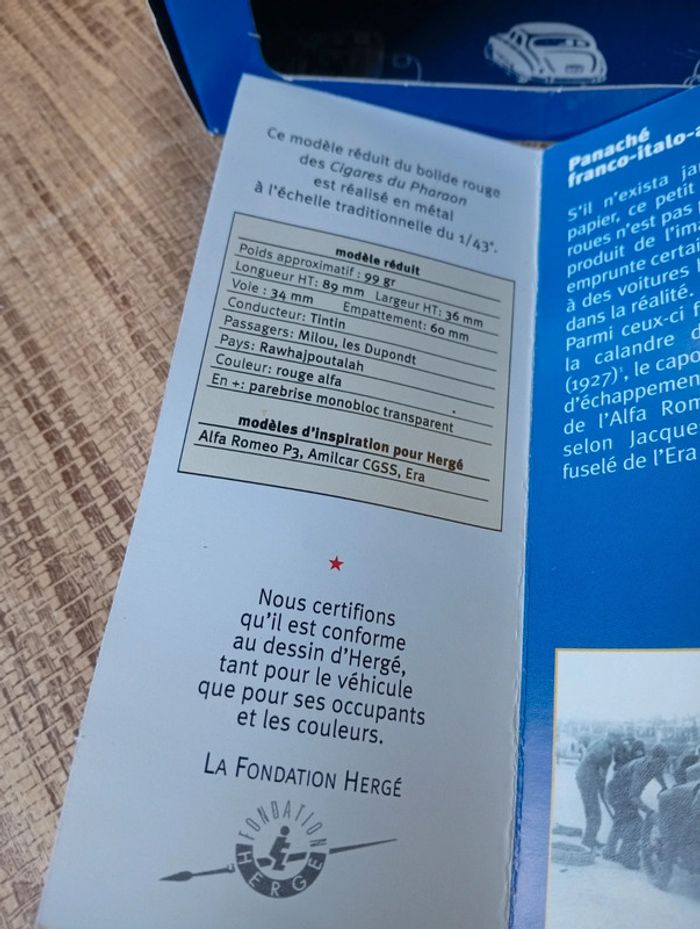 Ce modèle réduit du bolide rouge
des Cigares du Pharaon
est réalisé en métal
à l'échelle traditionnelle du 1/43e.
modèle réduit
Poids approximatif : 99 gr
Longueur HT: 89 mm Largeur HT: 36 mm
Voie : 34 mm Empattement: 60 mm
Conducteur: Tintin
Passagers: Milou, les Dupondt
Pays: Rawhajpoutalah
Couleur: rouge alfa
En +: parebrise monobloc transparent
modèles d'inspiration pour Hergé
Alfa Romeo P3, Amilcar CGSS, Era
Nous certifions
qu'il est conforme
au dessin d'Hergé,
tant pour le véhicule
que pour ses occupants
et les couleurs.
LA FONDATION HERGÉ
FONDATION
HERGÉ
Panaché
franco-italo-a
S'il n'exista ja
papier, ce petit
roues n'est pas
produit de l'ima
emprunte certai
à des voitures
dans la réalité.
Parmi ceux-ci
la calandre
(1927)¹, le capo
d'échappement
de l'Alfa Rom
selon Jacque
fuselé de l'Era